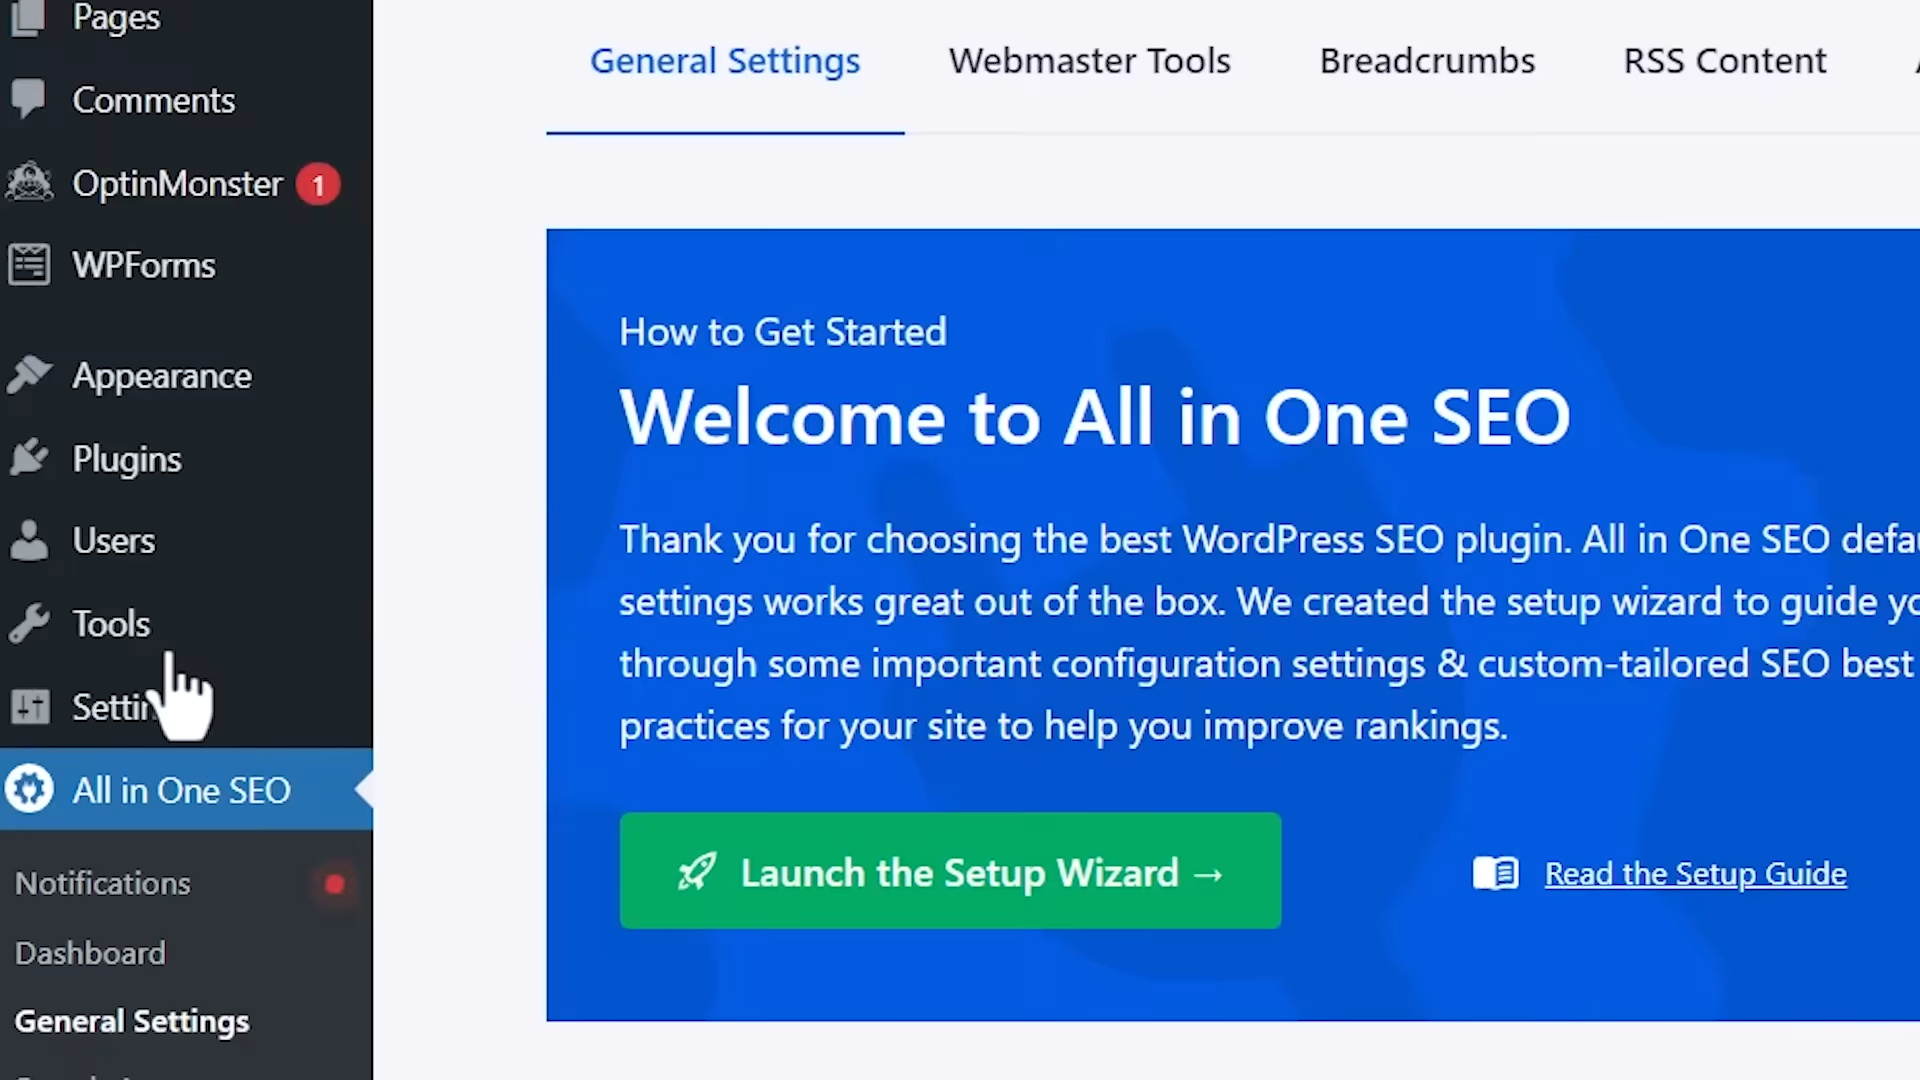 Pages
Comments
OptinMonster 1
WPForms
Appearance
Plugins
Users
Tools
All in One SEO
Notifications
Dashboard
General Settings
General Settings Webmaster Tools Breadcrumbs RSS Content
How to Get Started
Welcome to All in One SEO
Thank you for choosing the best WordPress SEO plugin. All in One SEO
settings works great out of the box. We created the setup wizard to guide
through some important configuration settings & custom-tailored SEO best
practices for your site to help you improve rankings.
Launch the Setup Wizard →
Read the Setup Guide